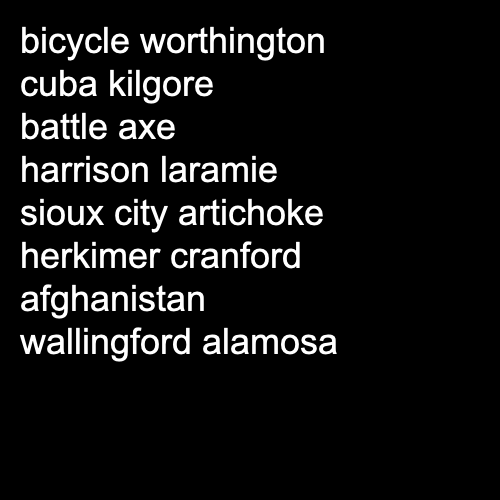 bicycle worthington
cuba kilgore
battle axe
harrison laramie
sioux city artichoke
herkimer cranford
afghanistan
wallingford alamosa